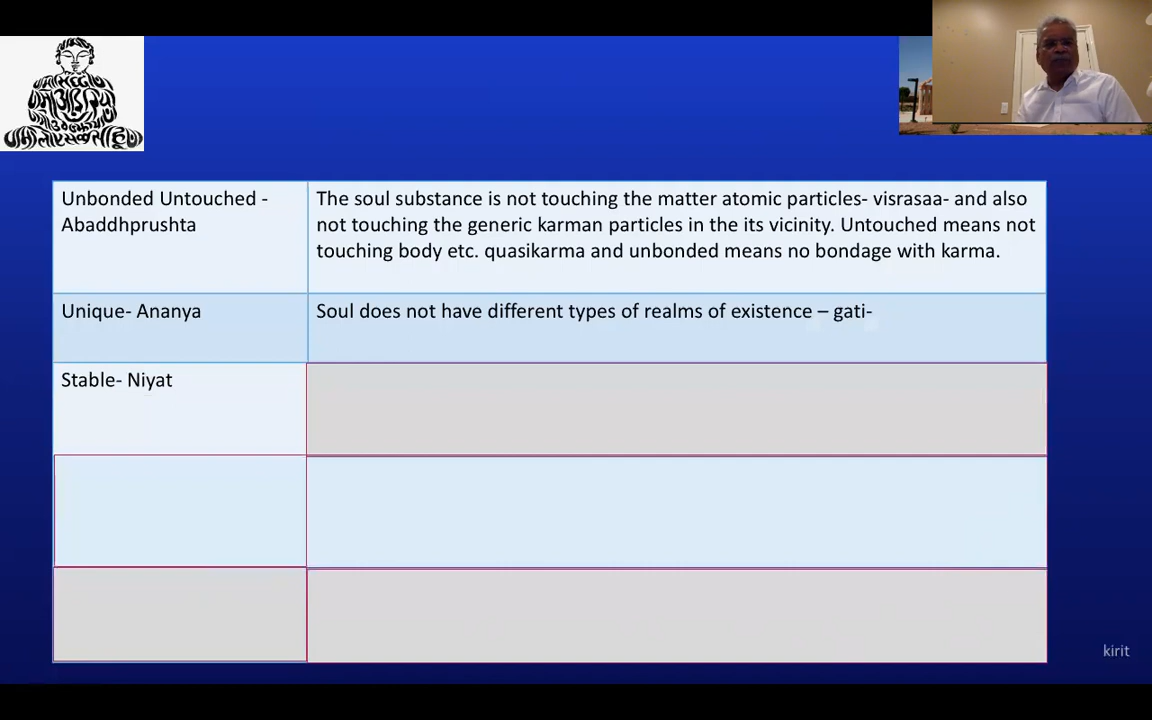 Unbonded Untouched -
Abaddhprushta
The soul substance is not touching the matter atomic particles- visrasaa- and also
not touching the generic karman particles in the its vicinity. Untouched means not
touching body etc. quasikarma and unbonded means no bondage with karma.
Unique- Ananya
Soul does not have different types of realms of existence – gati-
Stable- Niyat
kirit